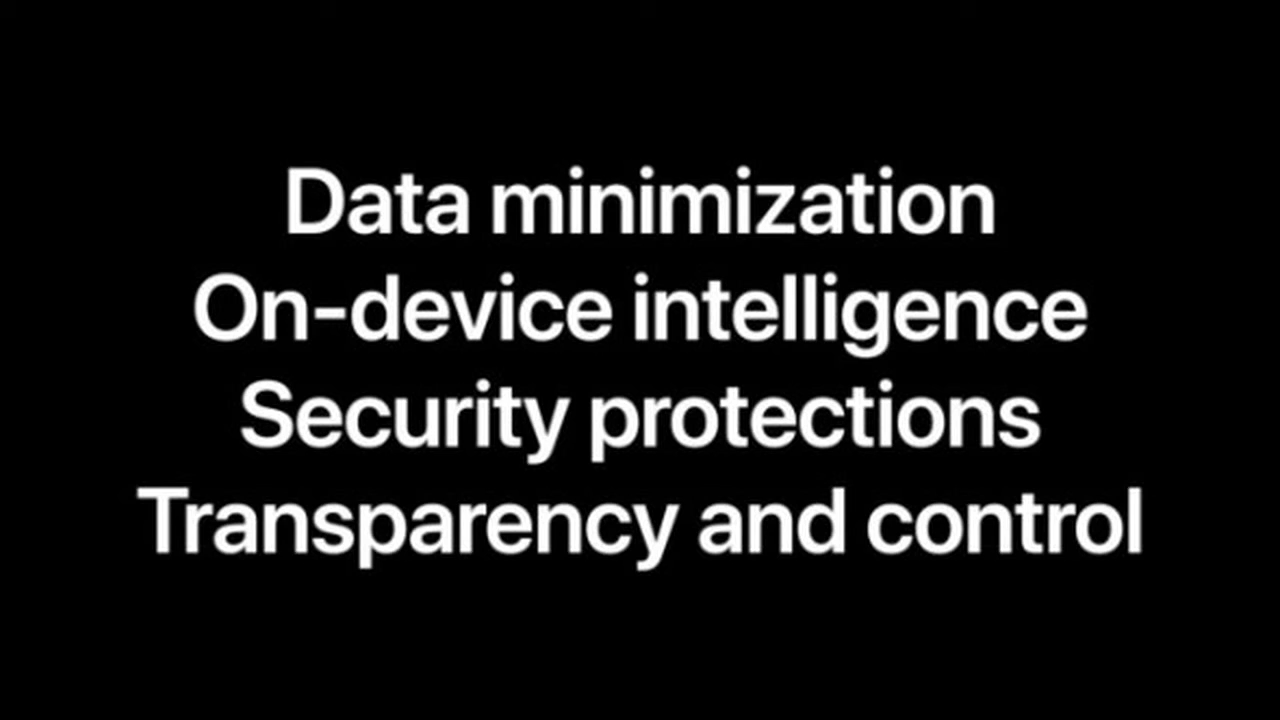 Data minimization
On-device intelligence
Security protections
Transparency and control